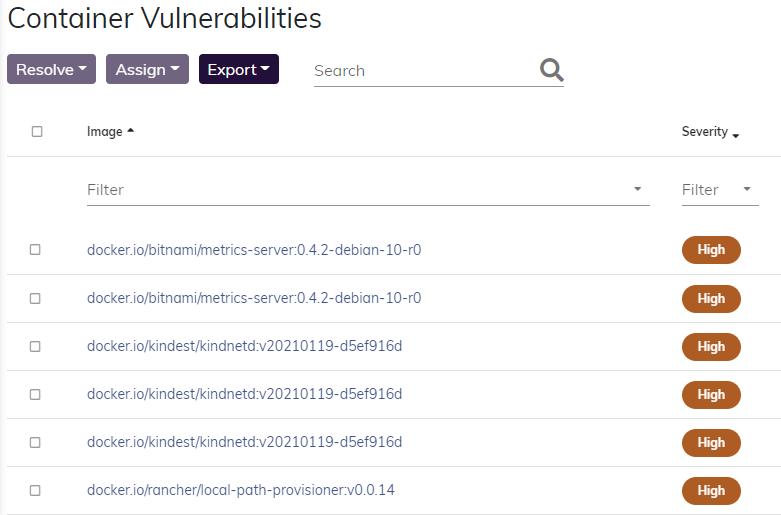 Container Vulnerabilities
Resolve Assign Export Search
Image Severity
Filter Filter
docker.io/bitnami/metrics-server:0.4.2-debian-10-r0 High
docker.io/bitnami/metrics-server:0.4.2-debian-10-r0 High
docker.io/kindest/kindnetd:v20210119-d5ef916d High
docker.io/kindest/kindnetd:v20210119-d5ef916d High
docker.io/kindest/kindnetd:v20210119-d5ef916d High
docker.io/rancher/local-path-provisioner:v0.0.14 High